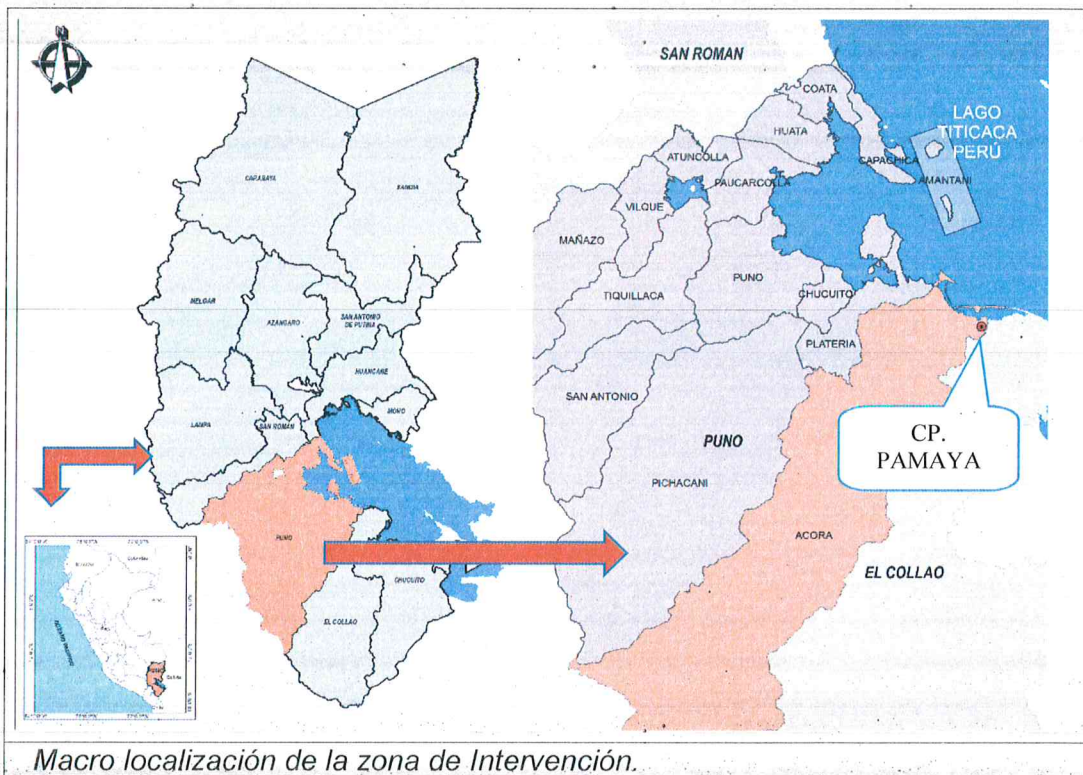 SAN ROMAN
COATA
HUATA
LAGO
TITICACA
PERÚ
ATUNCOLLA
CAPACHICA
PAUCARCOLLA
AMANTANI
VILQUE
MAÑAZO
PUNO
TIQUILLACA
CHUCUITO
PLATERIA
SAN ANTONIO
PUNO
CP.
PAMAYA
PICHACANI
ACORA
EL COLLAO
CARABAYA
SANDIA
MELGAR
AZANGARO
SAN ANTONIO
DE PUTINA
HUANCANE
MOHO
LAMPA
SAN ROMAN
PUNO
CHUCUITO
EL COLLAO
OCÉANO PACÍFICO
Macro localización de la zona de Intervención.